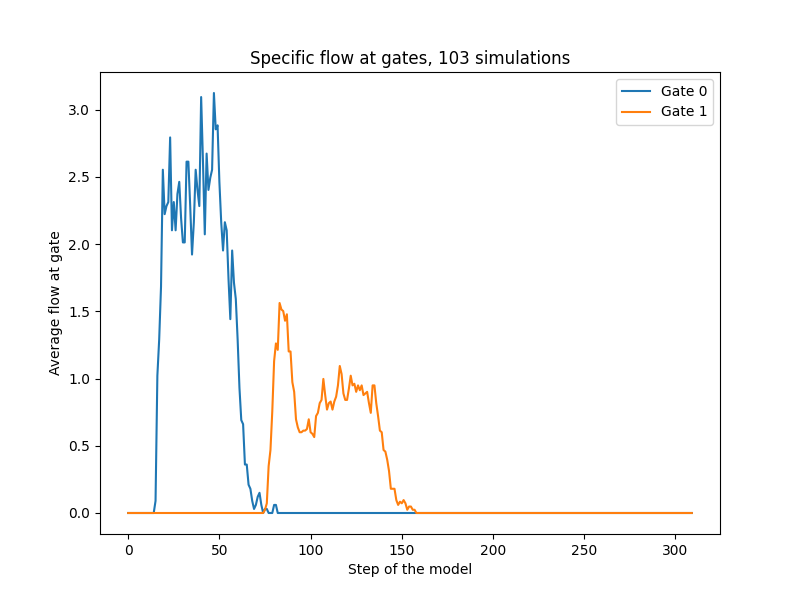 Specific flow at gates, 103 simulations
Gate 0
Gate 1
Average flow at gate
3.0
2.5
2.0
1.5
1.0
0.5
0.0
0 50 100 150 200 250 300
Step of the model